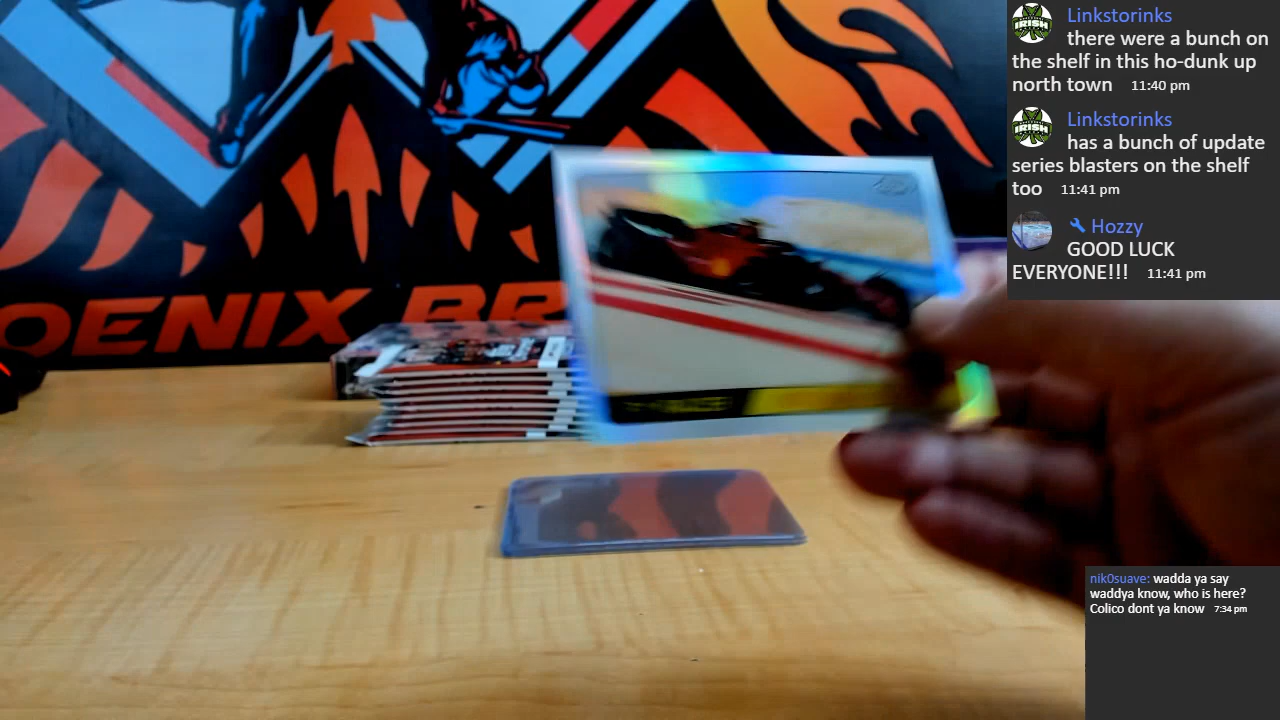 Linkstorinks
there were a bunch on
the shelf in this ho-dunk up
north town 11:40 pm
Linkstorinks
has a bunch of update
series blasters on the shelf
too 11:41 pm
Hozzy
GOOD LUCK
EVERYONE!!! 11:41 pm
OENIX BR
nik0suave: wadda ya say
waddya know, who is here?
Colico dont ya know 7:34 pm